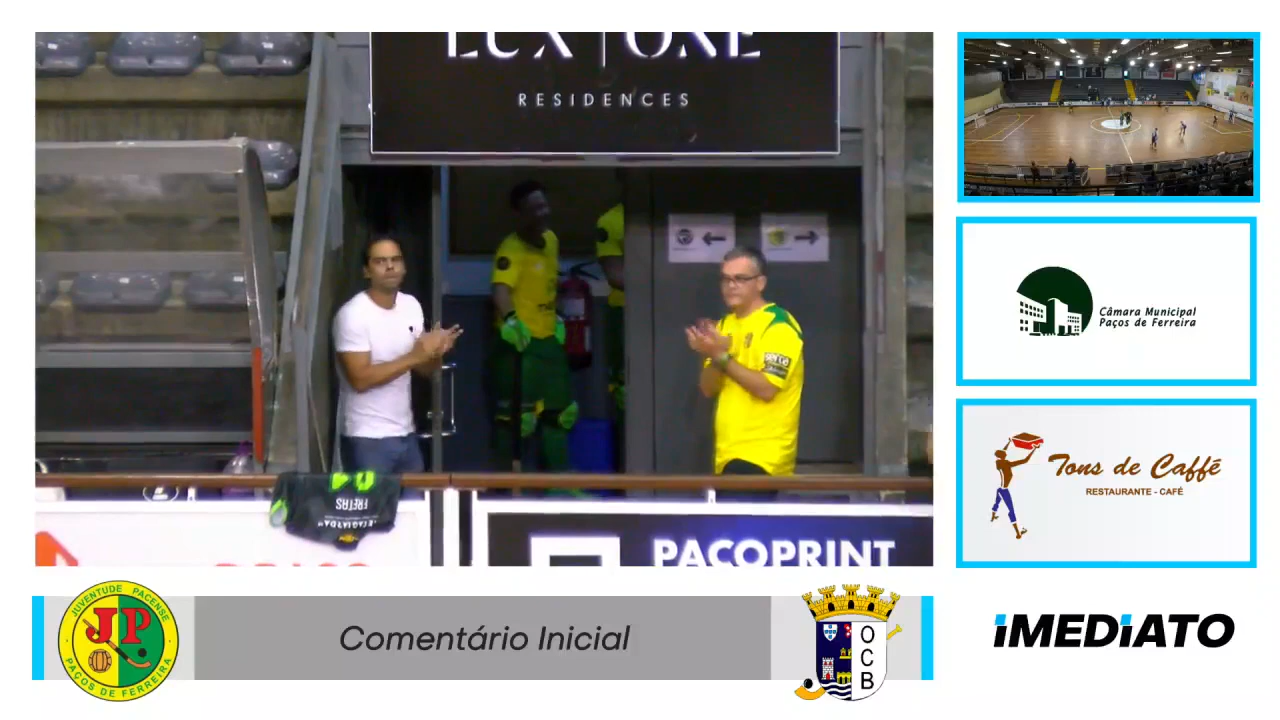 LUX | ONE
RESIDENCES
FREITAS
PACOPRINT
Câmara Municipal
Paços de Ferreira
Tons de Caffé
RESTAURANTE - CAFÉ
JUVENTUDE PACENSE
JP
PAÇOS DE FERREIRA
Comentário Inicial
O
C
B
iMEDiATO